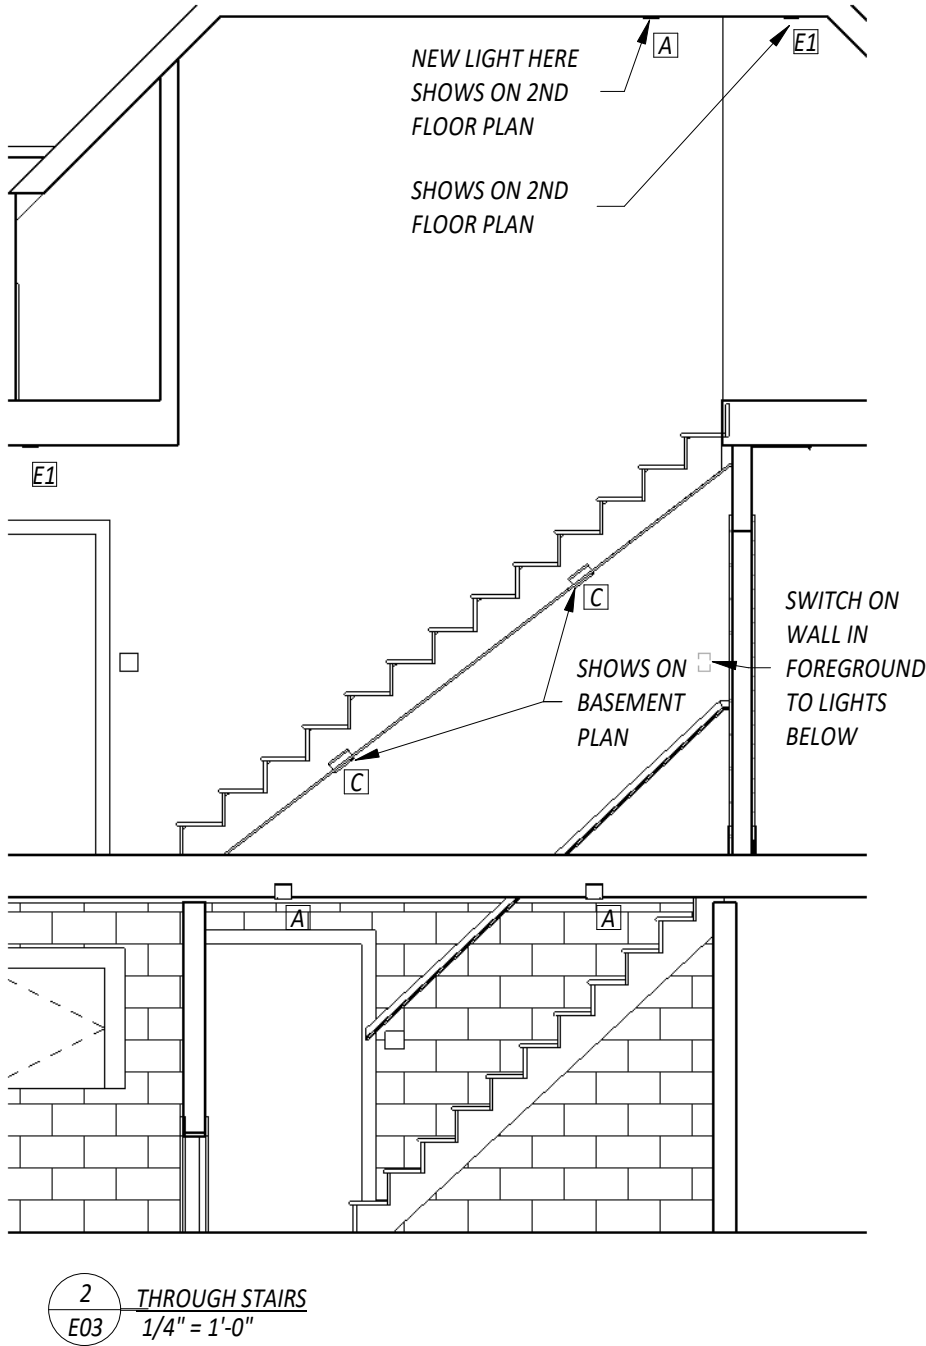 A
E1
NEW LIGHT HERE
SHOWS ON 2ND
FLOOR PLAN
SHOWS ON 2ND
FLOOR PLAN
E1
C
SWITCH ON
WALL IN
FOREGROUND
TO LIGHTS
BELOW
SHOWS ON
BASEMENT
PLAN
C
A
A
2
THROUGH STAIRS
E03
1/4" = 1'-0"